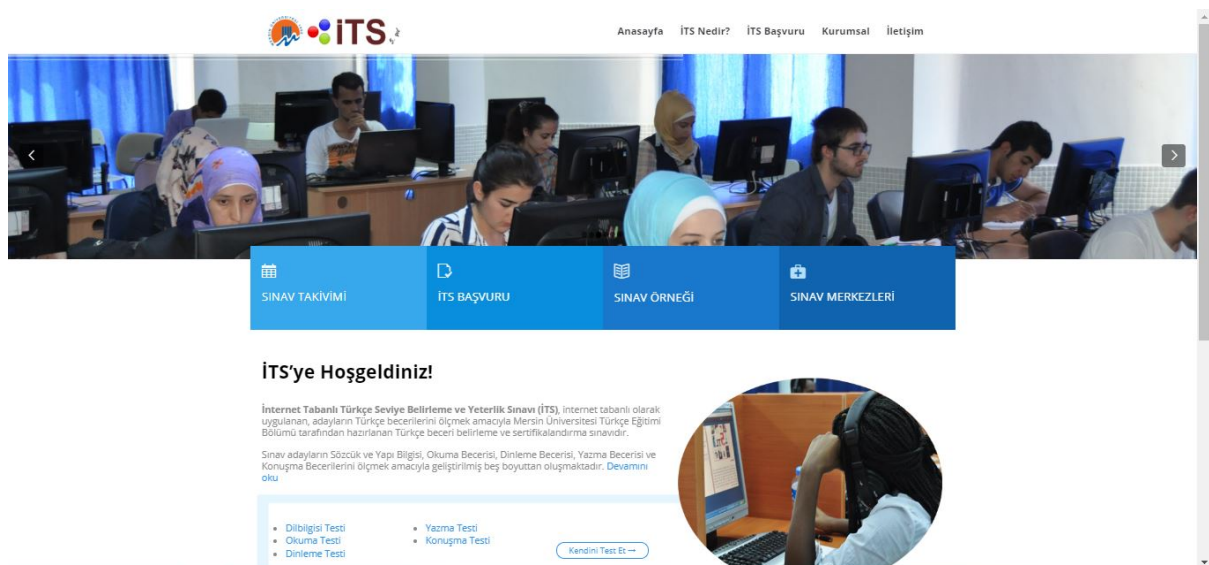 İTS
Anasayfa İTS Nedir? İTS Başvuru Kurumsal İletişim
SINAV TAKİVİMİ
İTS BAŞVURU
SINAV ÖRNEĞİ
SINAV MERKEZLERİ
İTS'ye Hoşgeldiniz!
İnternet Tabanlı Türkçe Seviye Belirleme ve Yeterlik Sınavı (İTS), internet tabanlı olarak
uygulanan, adayların Türkçe becerilerini ölçmek amacıyla Mersin Üniversitesi Türkçe Eğitimi
Bölümü tarafından hazırlanan Türkçe beceri belirleme ve sertifikalandırma sınavıdır.
Sınav adayların Sözcük ve Yapı Bilgisi, Okuma Becerisi, Dinleme Becerisi, Yazma Becerisi ve
Konuşma Becerilerini ölçmek amacıyla geliştirilmiş beş boyuttan oluşmaktadır. Devamını
oku
Dilbilgisi Testi
Okuma Testi
Dinleme Testi
Yazma Testi
Konuşma Testi
Kendini Test Et →